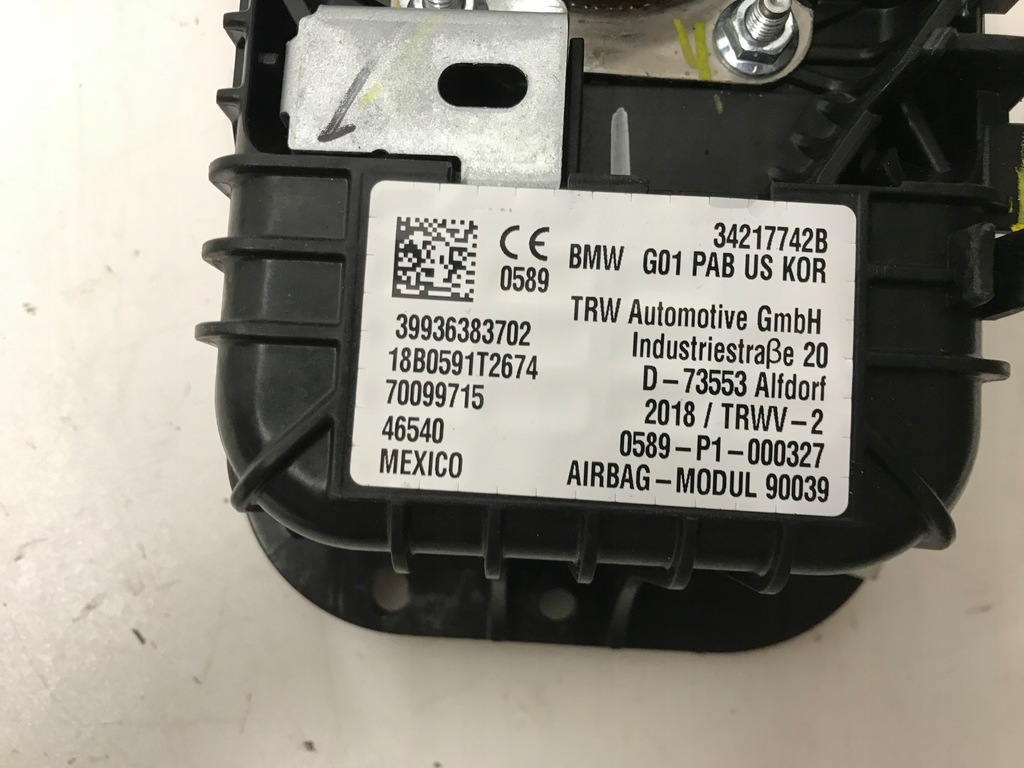 CE
0589
34217742B
BMW G01 PAB US KOR
39936383702
18B0591T2674
70099715
46540
MEXICO
TRW Automotive GmbH
Industriestraße 20
D-73553 Alfdorf
2018 / TRWV-2
0589-P1-000327
AIRBAG-MODUL 90039